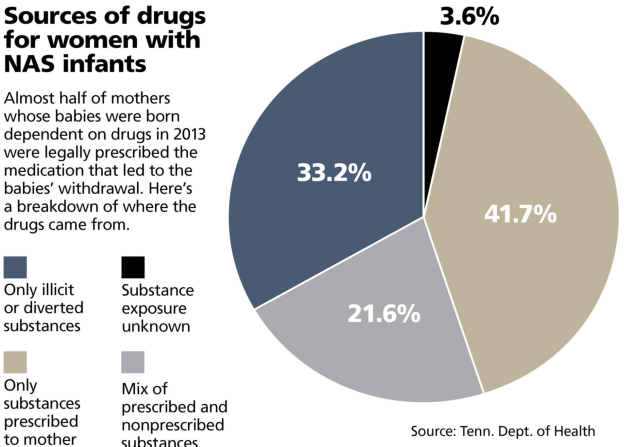 Sources of drugs
for women with
NAS infants
Almost half of mothers
whose babies were born
dependent on drugs in 2013
were legally prescribed the
medication that led to the
babies' withdrawal. Here's
a breakdown of where the
drugs came from.
Only illicit
or diverted
substances
Substance
exposure
unknown
Only
substances
prescribed
to mother
Mix of
prescribed and
nonprescribed
substances
3.6%
33.2%
41.7%
21.6%
Source: Tenn. Dept. of Health